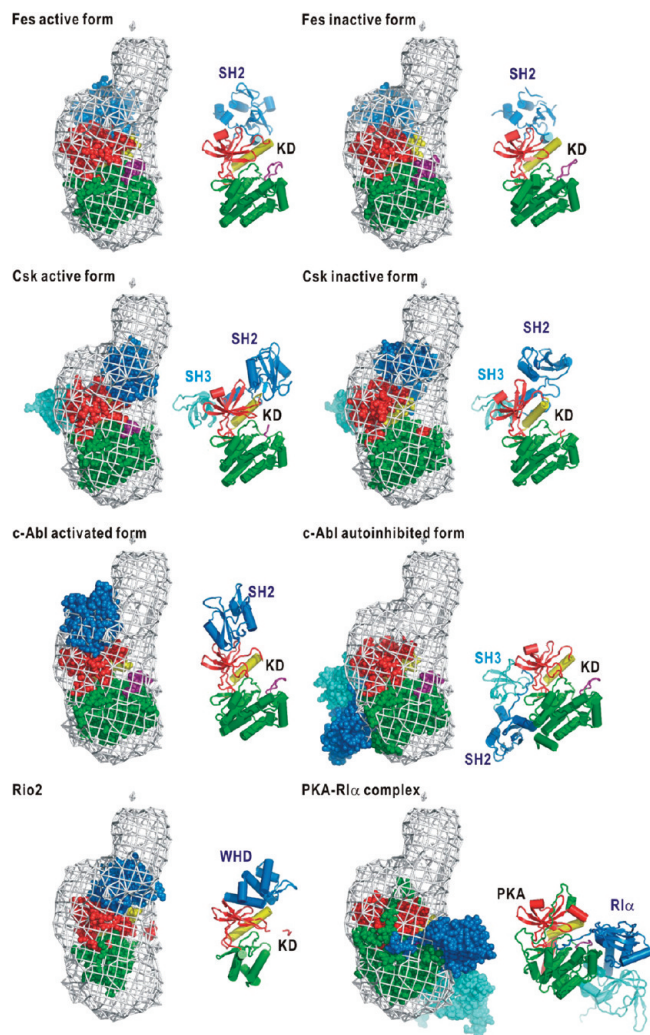 Fes active form
Fes inactive form
SH2
SH2
KD
KD
Csk active form
Csk inactive form
SH2
SH2
SH3
SH3
KD
KD
c-Abl activated form
c-Abl autoinhibited form
SH2
SH3
KD
KD
SH2
Rio2
PKA-RIα complex
WHD
PKA
RIα
KD